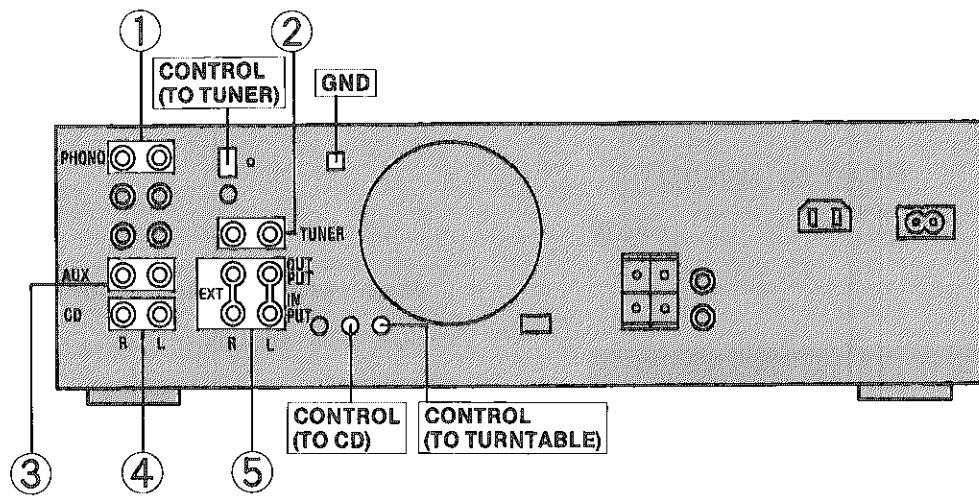 ①
②
CONTROL
(TO TUNER)
GND
PHONO
TUNER
AUX
EXT
OUT
PUT
IN
PUT
CD
R L
R L
③
④
⑤
CONTROL
(TO CD)
CONTROL
(TO TURNTABLE)